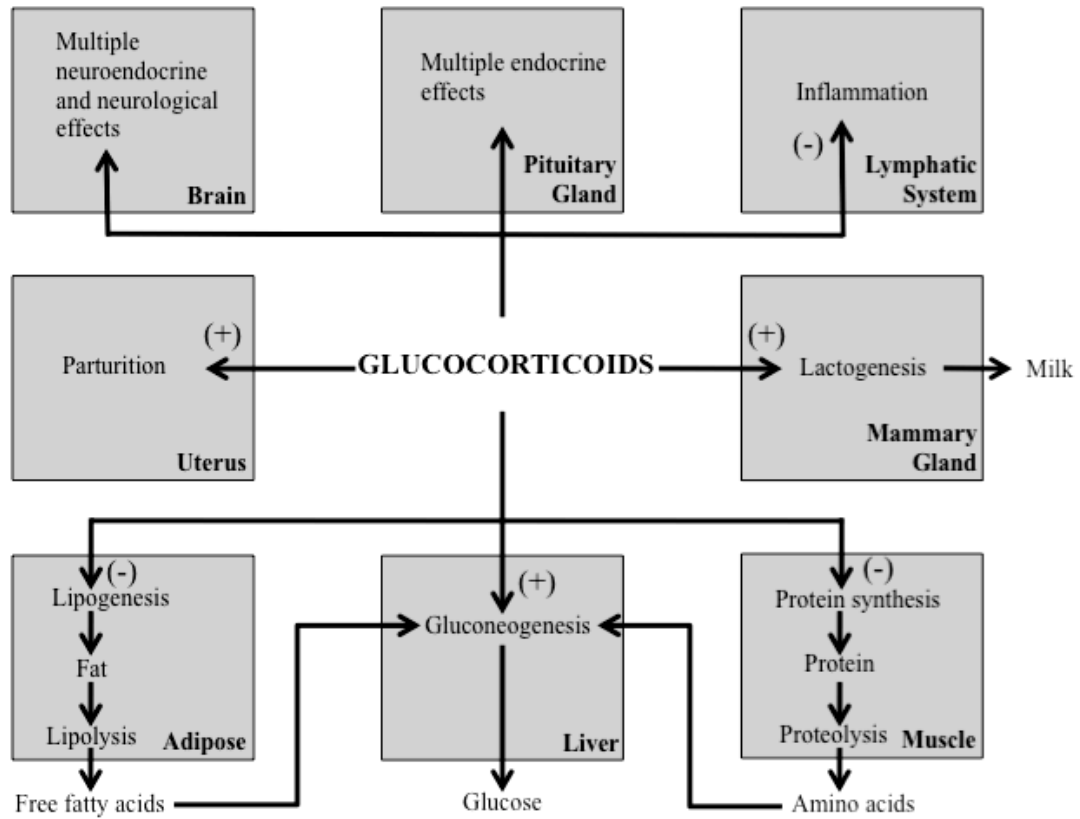 Multiple
neuroendocrine
and neurological
effects
Brain
Multiple endocrine
effects
Pituitary
Gland
Inflammation
(-)
Lymphatic
System
(+)
Parturition
Uterus
GLUCOCORTICOIDS
(+)
Lactogenesis
Mammary
Gland
Milk
(-)
Lipogenesis
Fat
Lipolysis
Adipose
Free fatty acids
(+)
Gluconeogenesis
Liver
Glucose
(-)
Protein synthesis
Protein
Proteolysis
Muscle
Amino acids